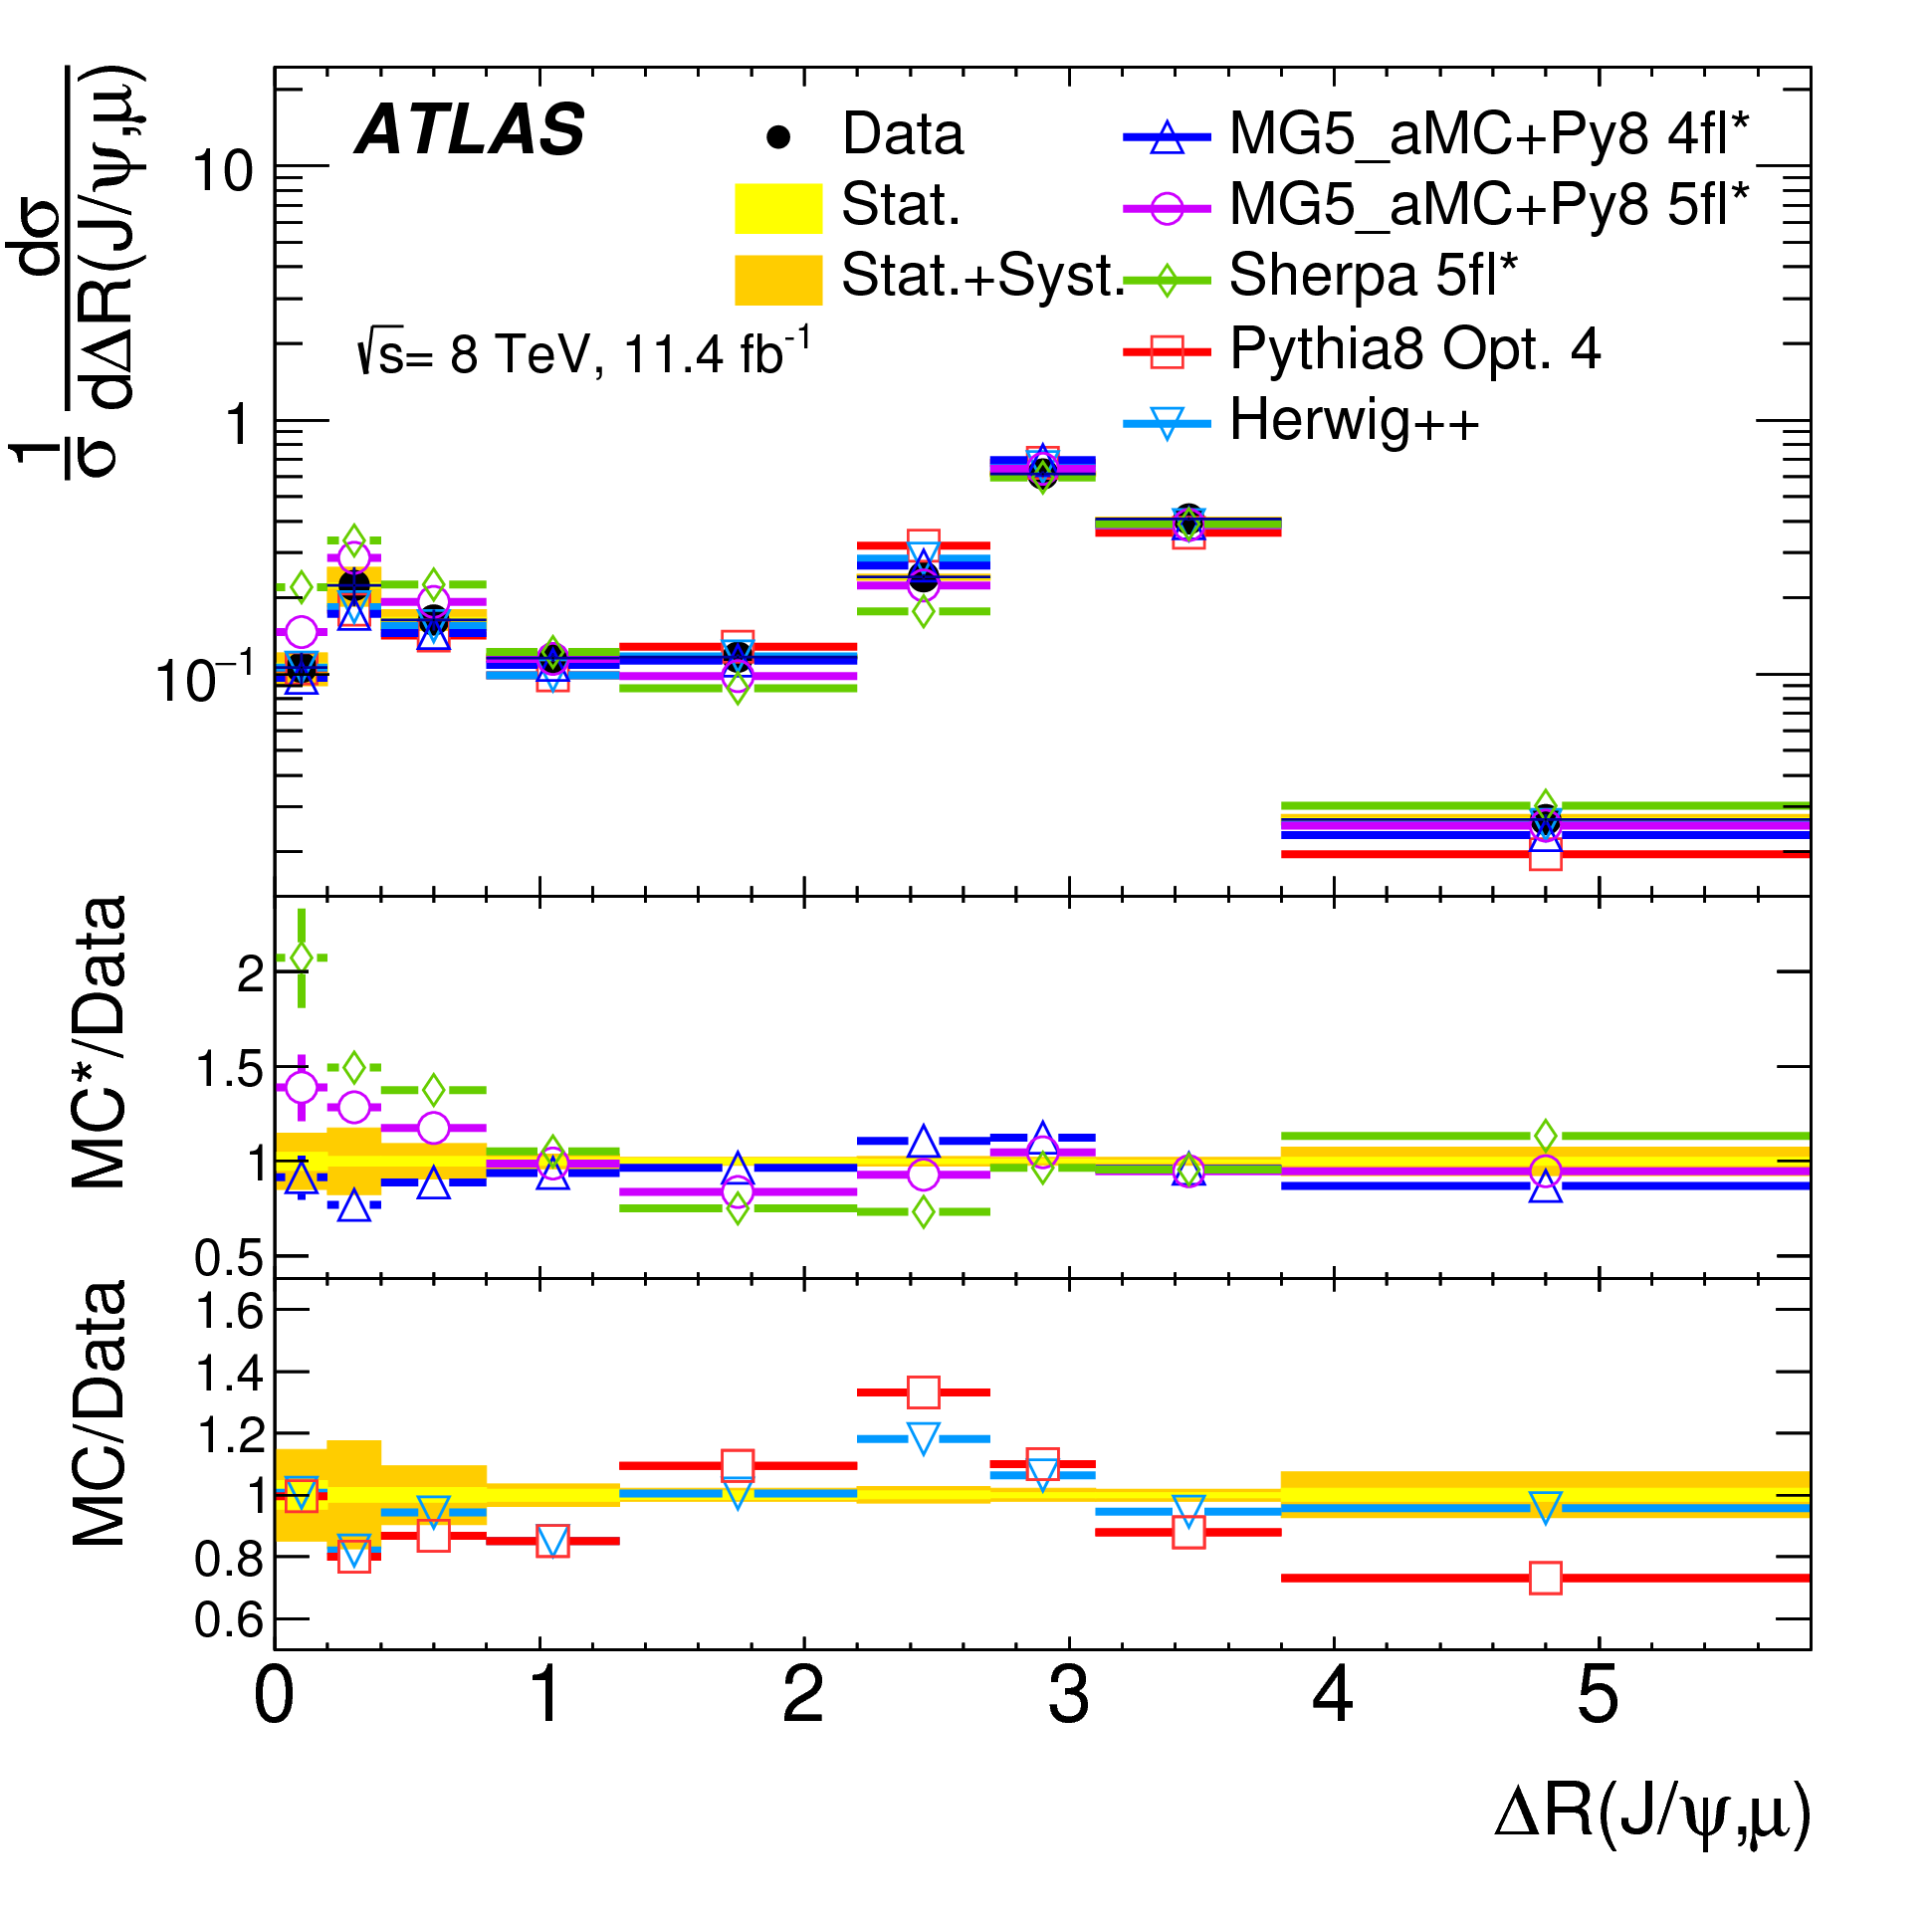 1/σ dσ/dΔR(J/ψ,μ)
ATLAS
Data
Stat.
Stat.+Syst.
MG5_aMC+Py8 4fl*
MG5_aMC+Py8 5fl*
Sherpa 5fl*
Pythia8 Opt. 4
Herwig++
√s= 8 TeV, 11.4 fb⁻¹
10
1
10⁻¹
MC*/Data
2
1.5
1
0.5
MC/Data
1.6
1.4
1.2
1
0.8
0.6
0 1 2 3 4 5
ΔR(J/ψ,μ)